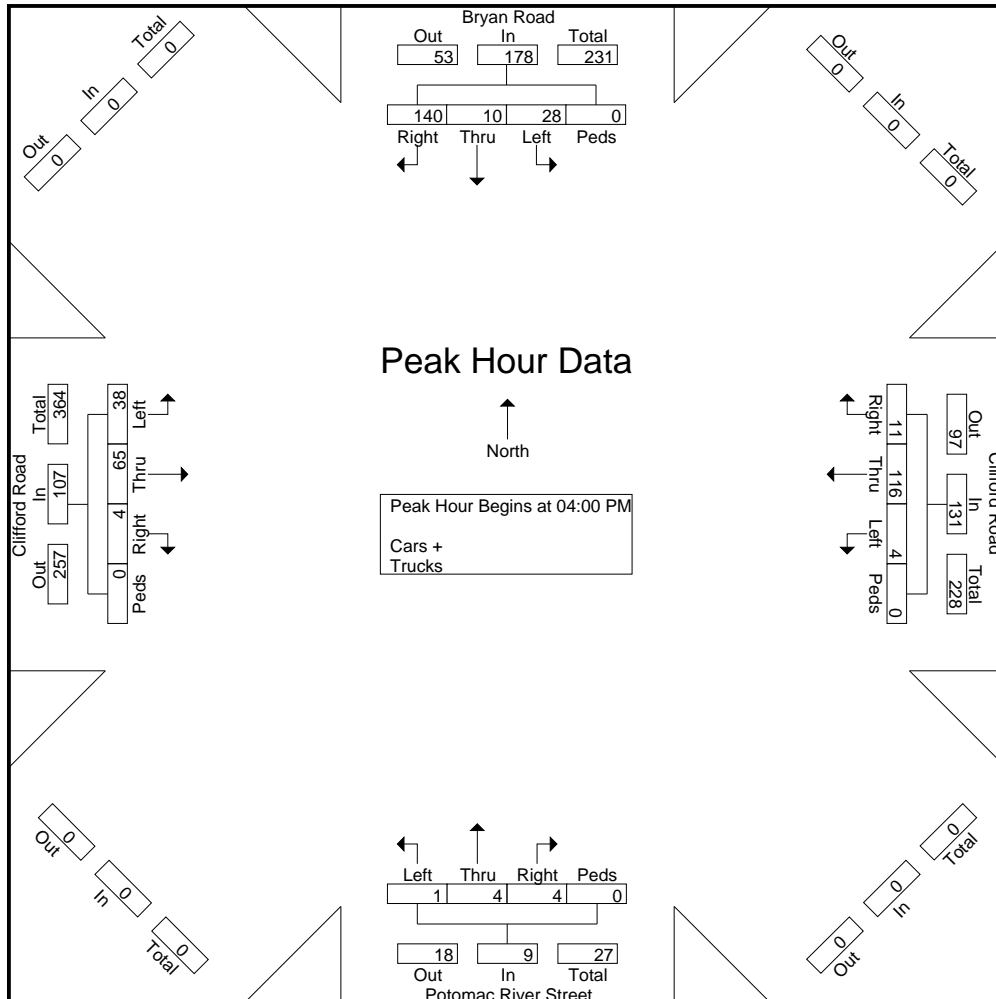 Bryan Road
Out In Total
53 178 231
140 10 28 0
Right Thru Left Peds
Total
0
In
0
Out
0
Out
0
In
0
Total
0
Peak Hour Data
North
Peak Hour Begins at 04:00 PM
Cars +
Trucks
Clifford Road
Total In Out
364 107 257
38 65 4 0
Left Thru Right Peds
Clifford Road
Out In Total
97 131 228
11 116 4 0
Right Thru Left Peds
Out
0
In
0
Total
0
Total
0
In
0
Out
0
Left Thru Right Peds
1 4 4 0
18 9 27
Out In Total
Potomac River Street